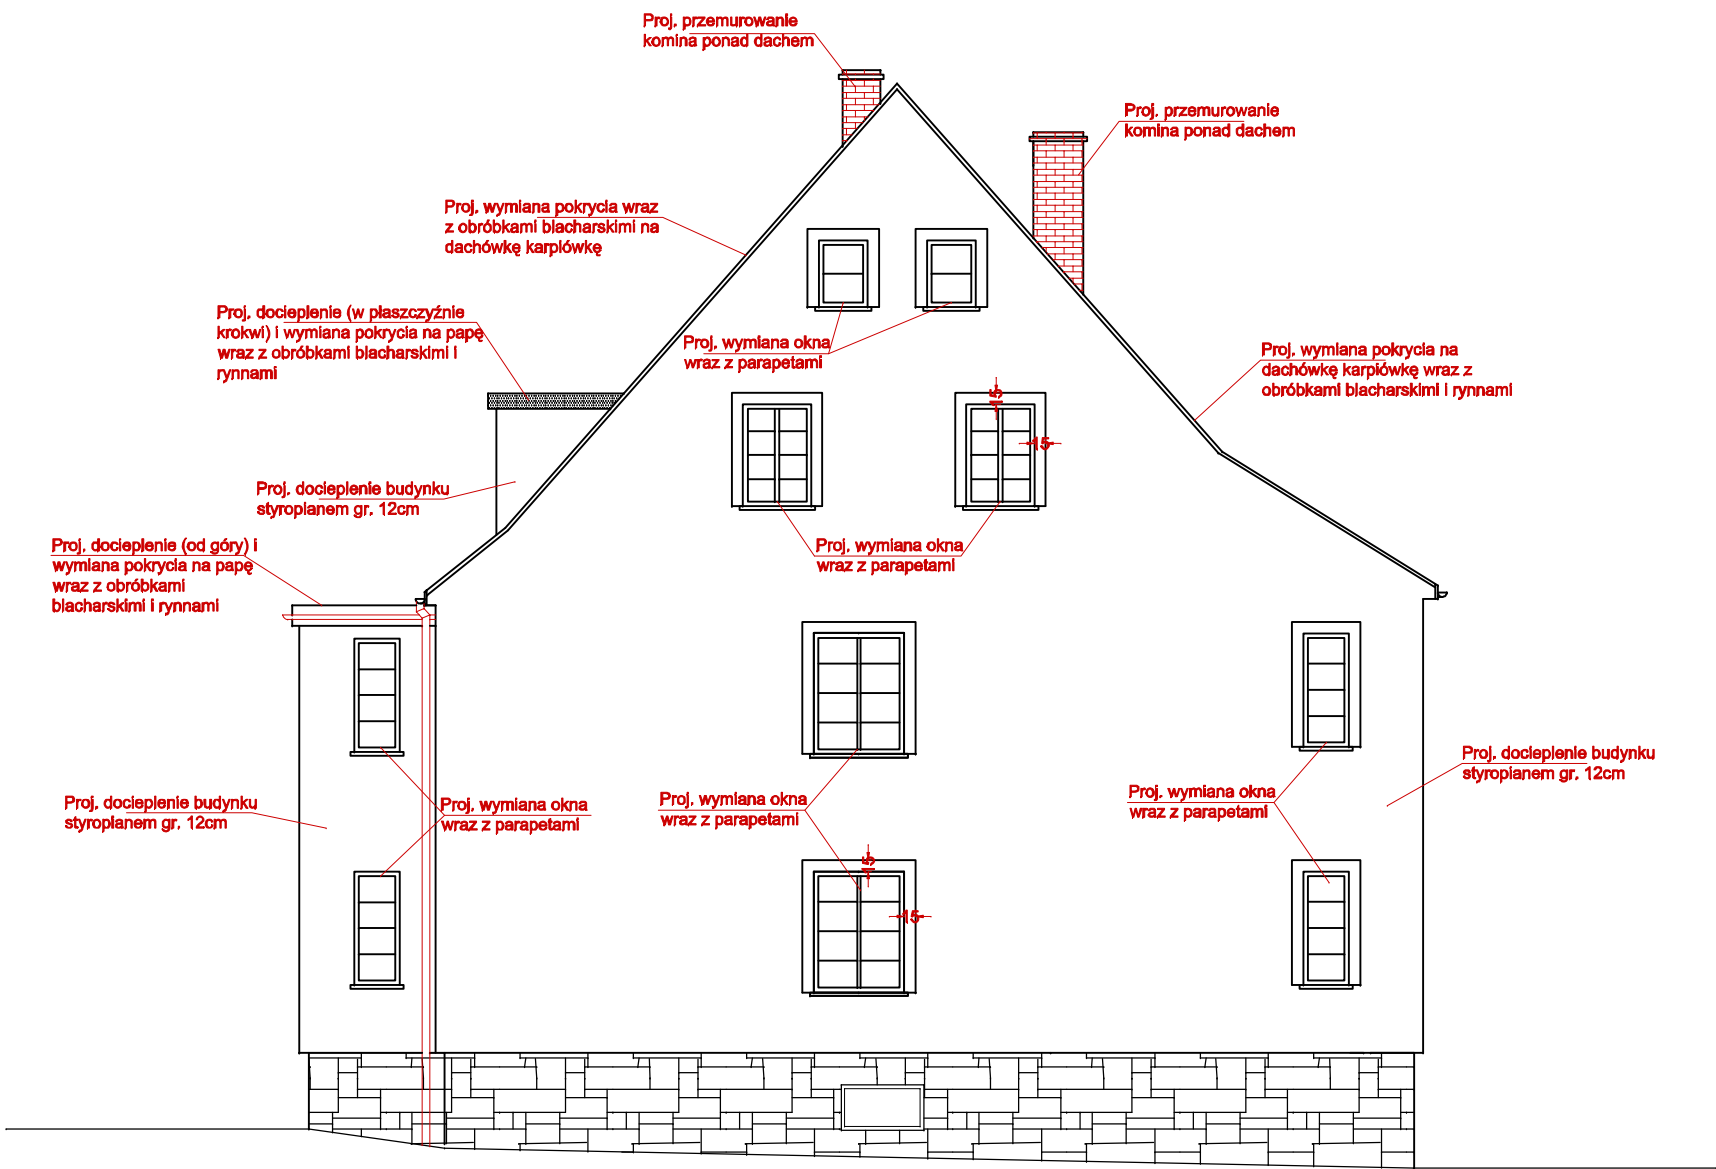 Proj. przemurowanie
komina ponad dachem
Proj. przemurowanie
komina ponad dachem
Proj. wymiana pokrycia wraz
z obróbkami blacharskimi na
dachówkę karpiówkę
Proj. docieplenie (w płaszczyźnie
krokwi) i wymiana pokrycia na papę
wraz z obróbkami blacharskimi i
rynnami
Proj. wymiana okna
wraz z parapetami
Proj. wymiana pokrycia na
dachówkę karpiówkę wraz z
obróbkami blacharskimi i rynnami
15
15
Proj. docieplenie budynku
styropianem gr. 12cm
Proj. docieplenie (od góry) i
wymiana pokrycia na papę
wraz z obróbkami
blacharskimi i rynnami
Proj. wymiana okna
wraz z parapetami
Proj. docieplenie budynku
styropianem gr. 12cm
Proj. docieplenie budynku
styropianem gr. 12cm
Proj. wymiana okna
wraz z parapetami
Proj. wymiana okna
wraz z parapetami
Proj. wymiana okna
wraz z parapetami
15
15